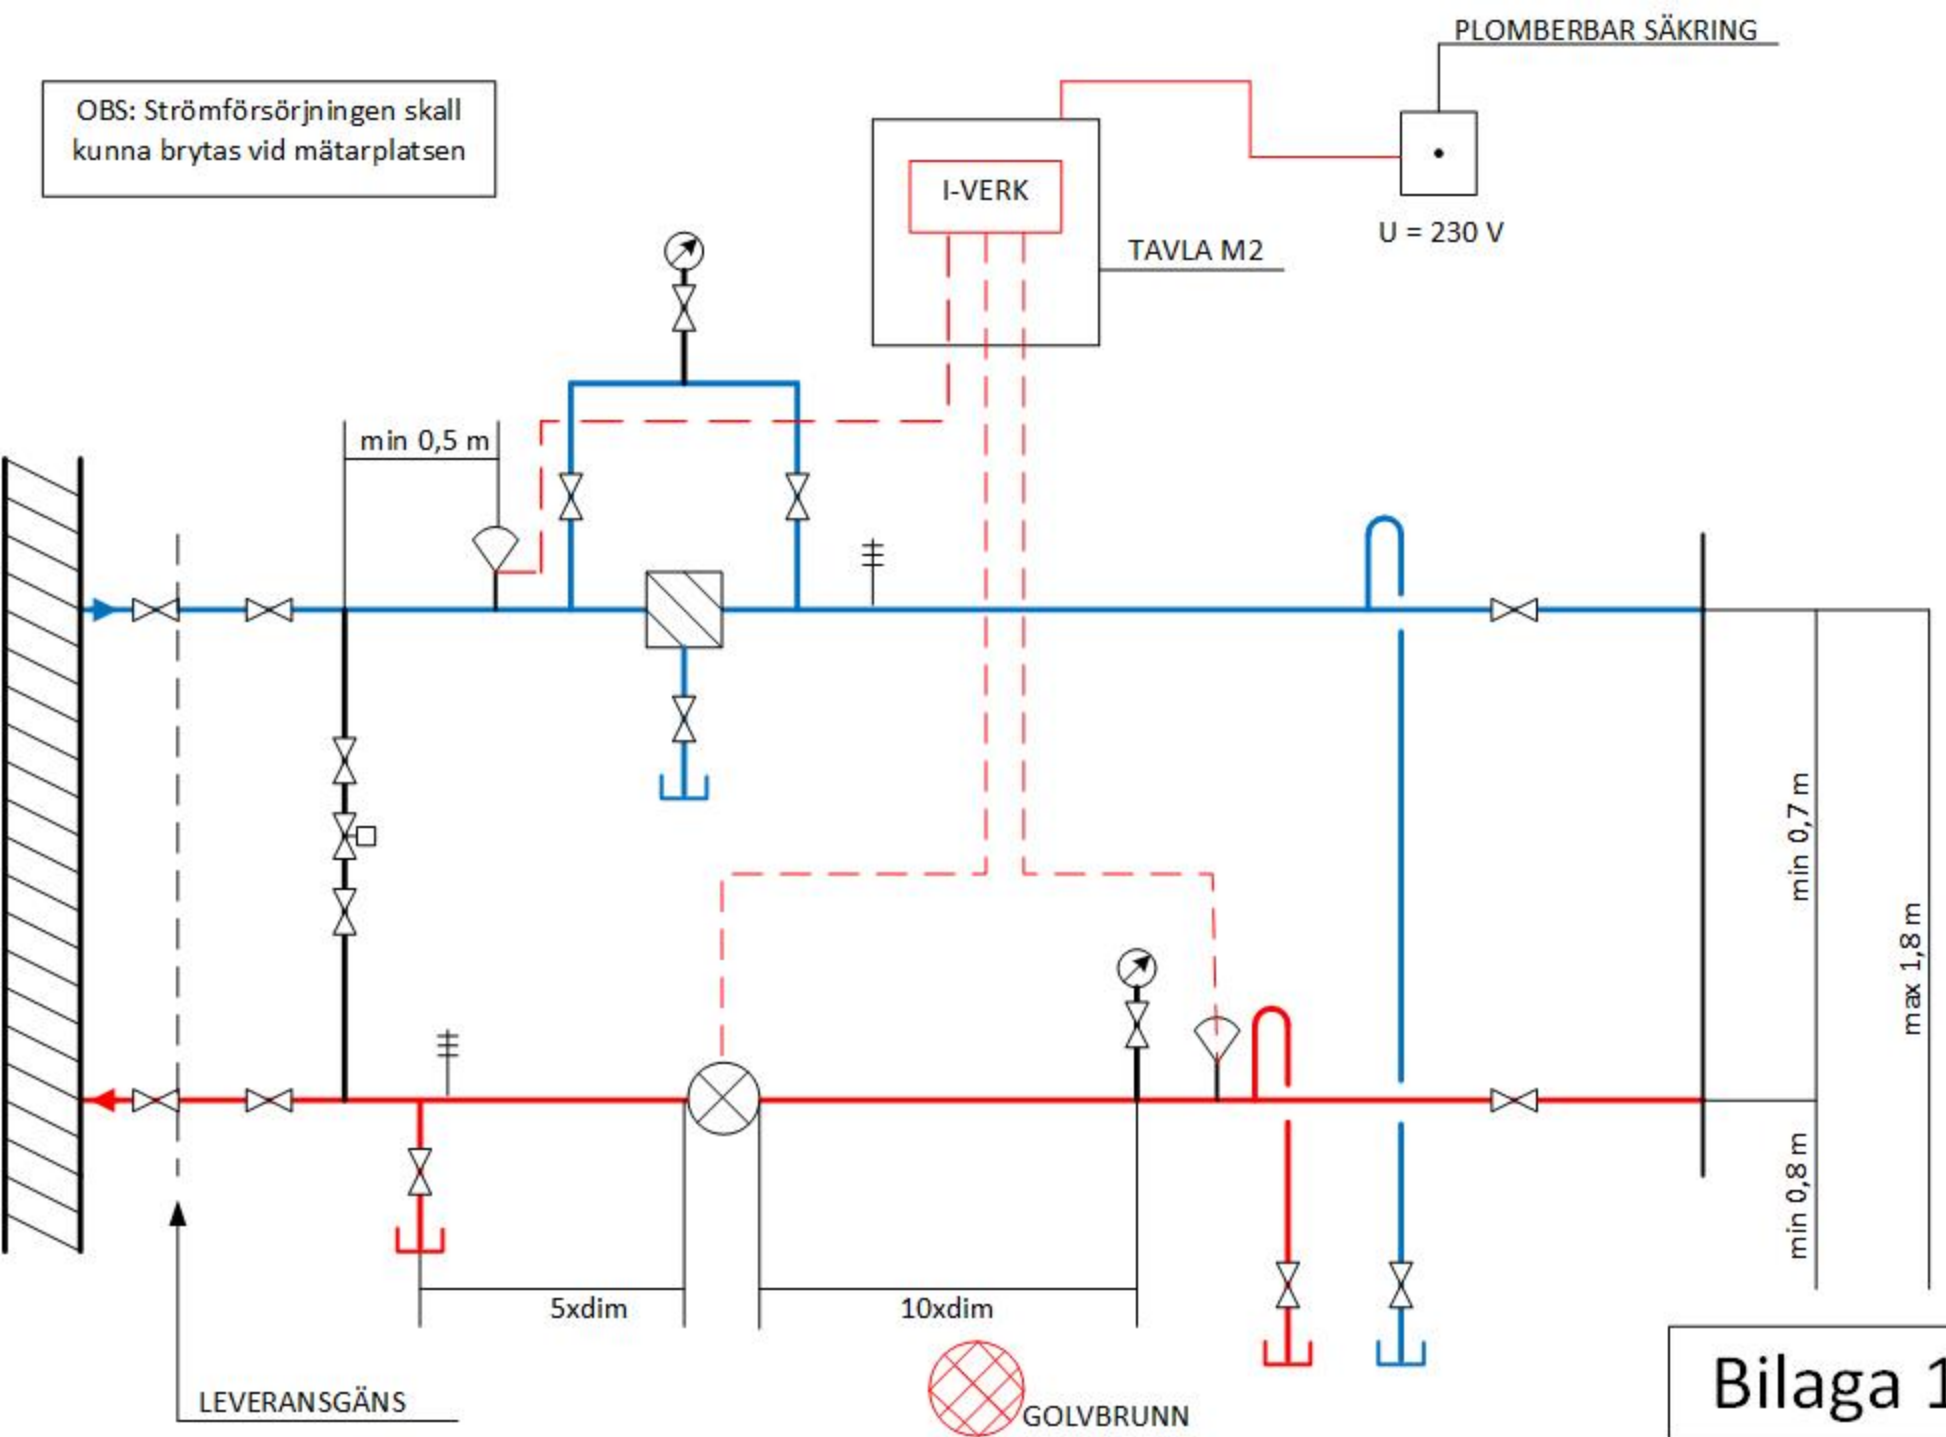 PLOMBERBAR SÄKRING
OBS: Strömförsörjningen skall
kunna brytas vid mätarplatsen
I-VERK
U = 230 V
TAVLA M2
min 0,5 m
min 0,7 m
max 1,8 m
min 0,8 m
5xdim
10xdim
LEVERANSGÄNS
GOLVBRUNN
Bilaga 1